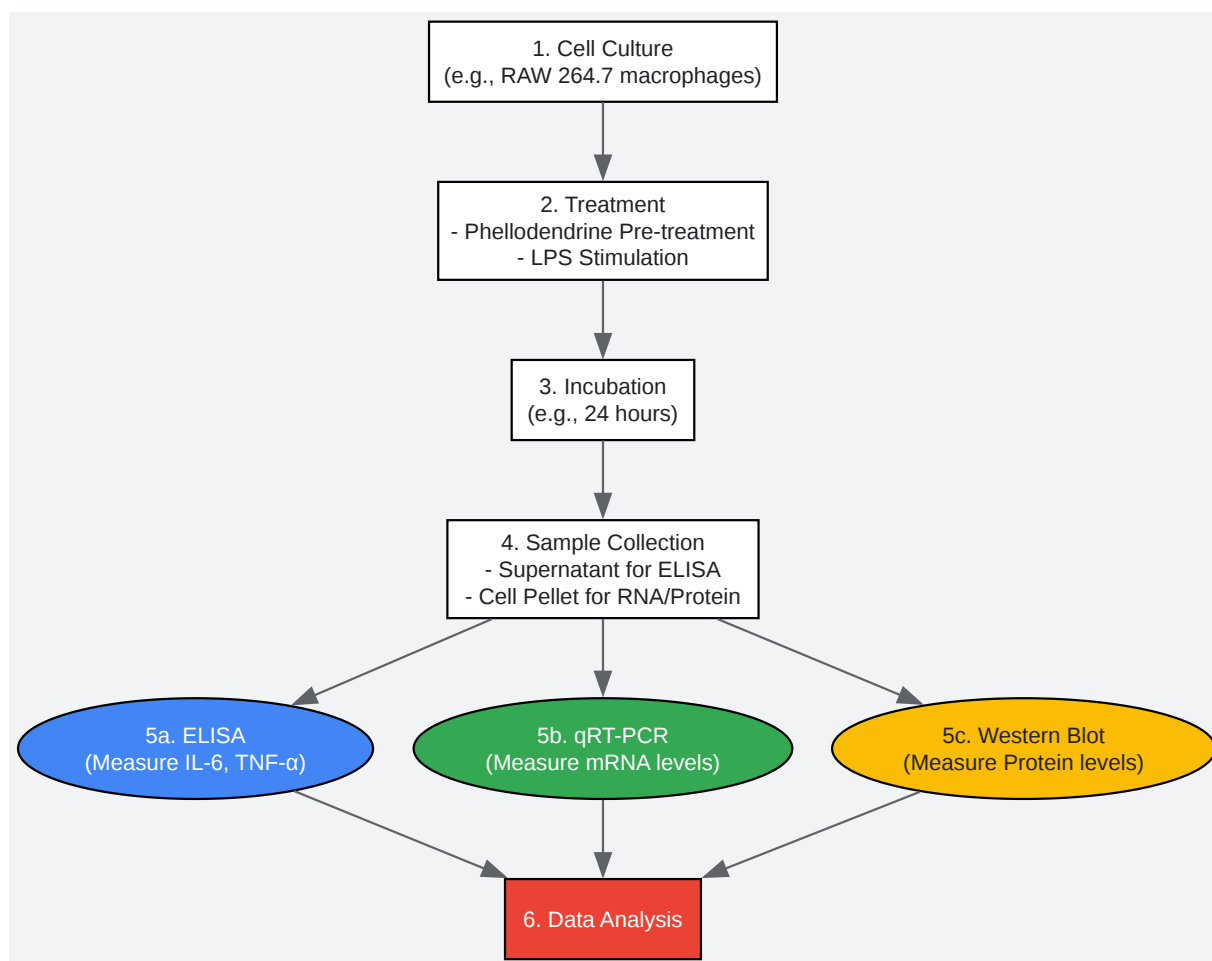 1. Cell Culture
(e.g., RAW 264.7 macrophages)
2. Treatment
- Phellodendrine Pre-treatment
- LPS Stimulation
3. Incubation
(e.g., 24 hours)
4. Sample Collection
- Supernatant for ELISA
- Cell Pellet for RNA/Protein
5a. ELISA
(Measure IL-6, TNF-α)
5b. qRT-PCR
(Measure mRNA levels)
5c. Western Blot
(Measure Protein levels)
6. Data Analysis